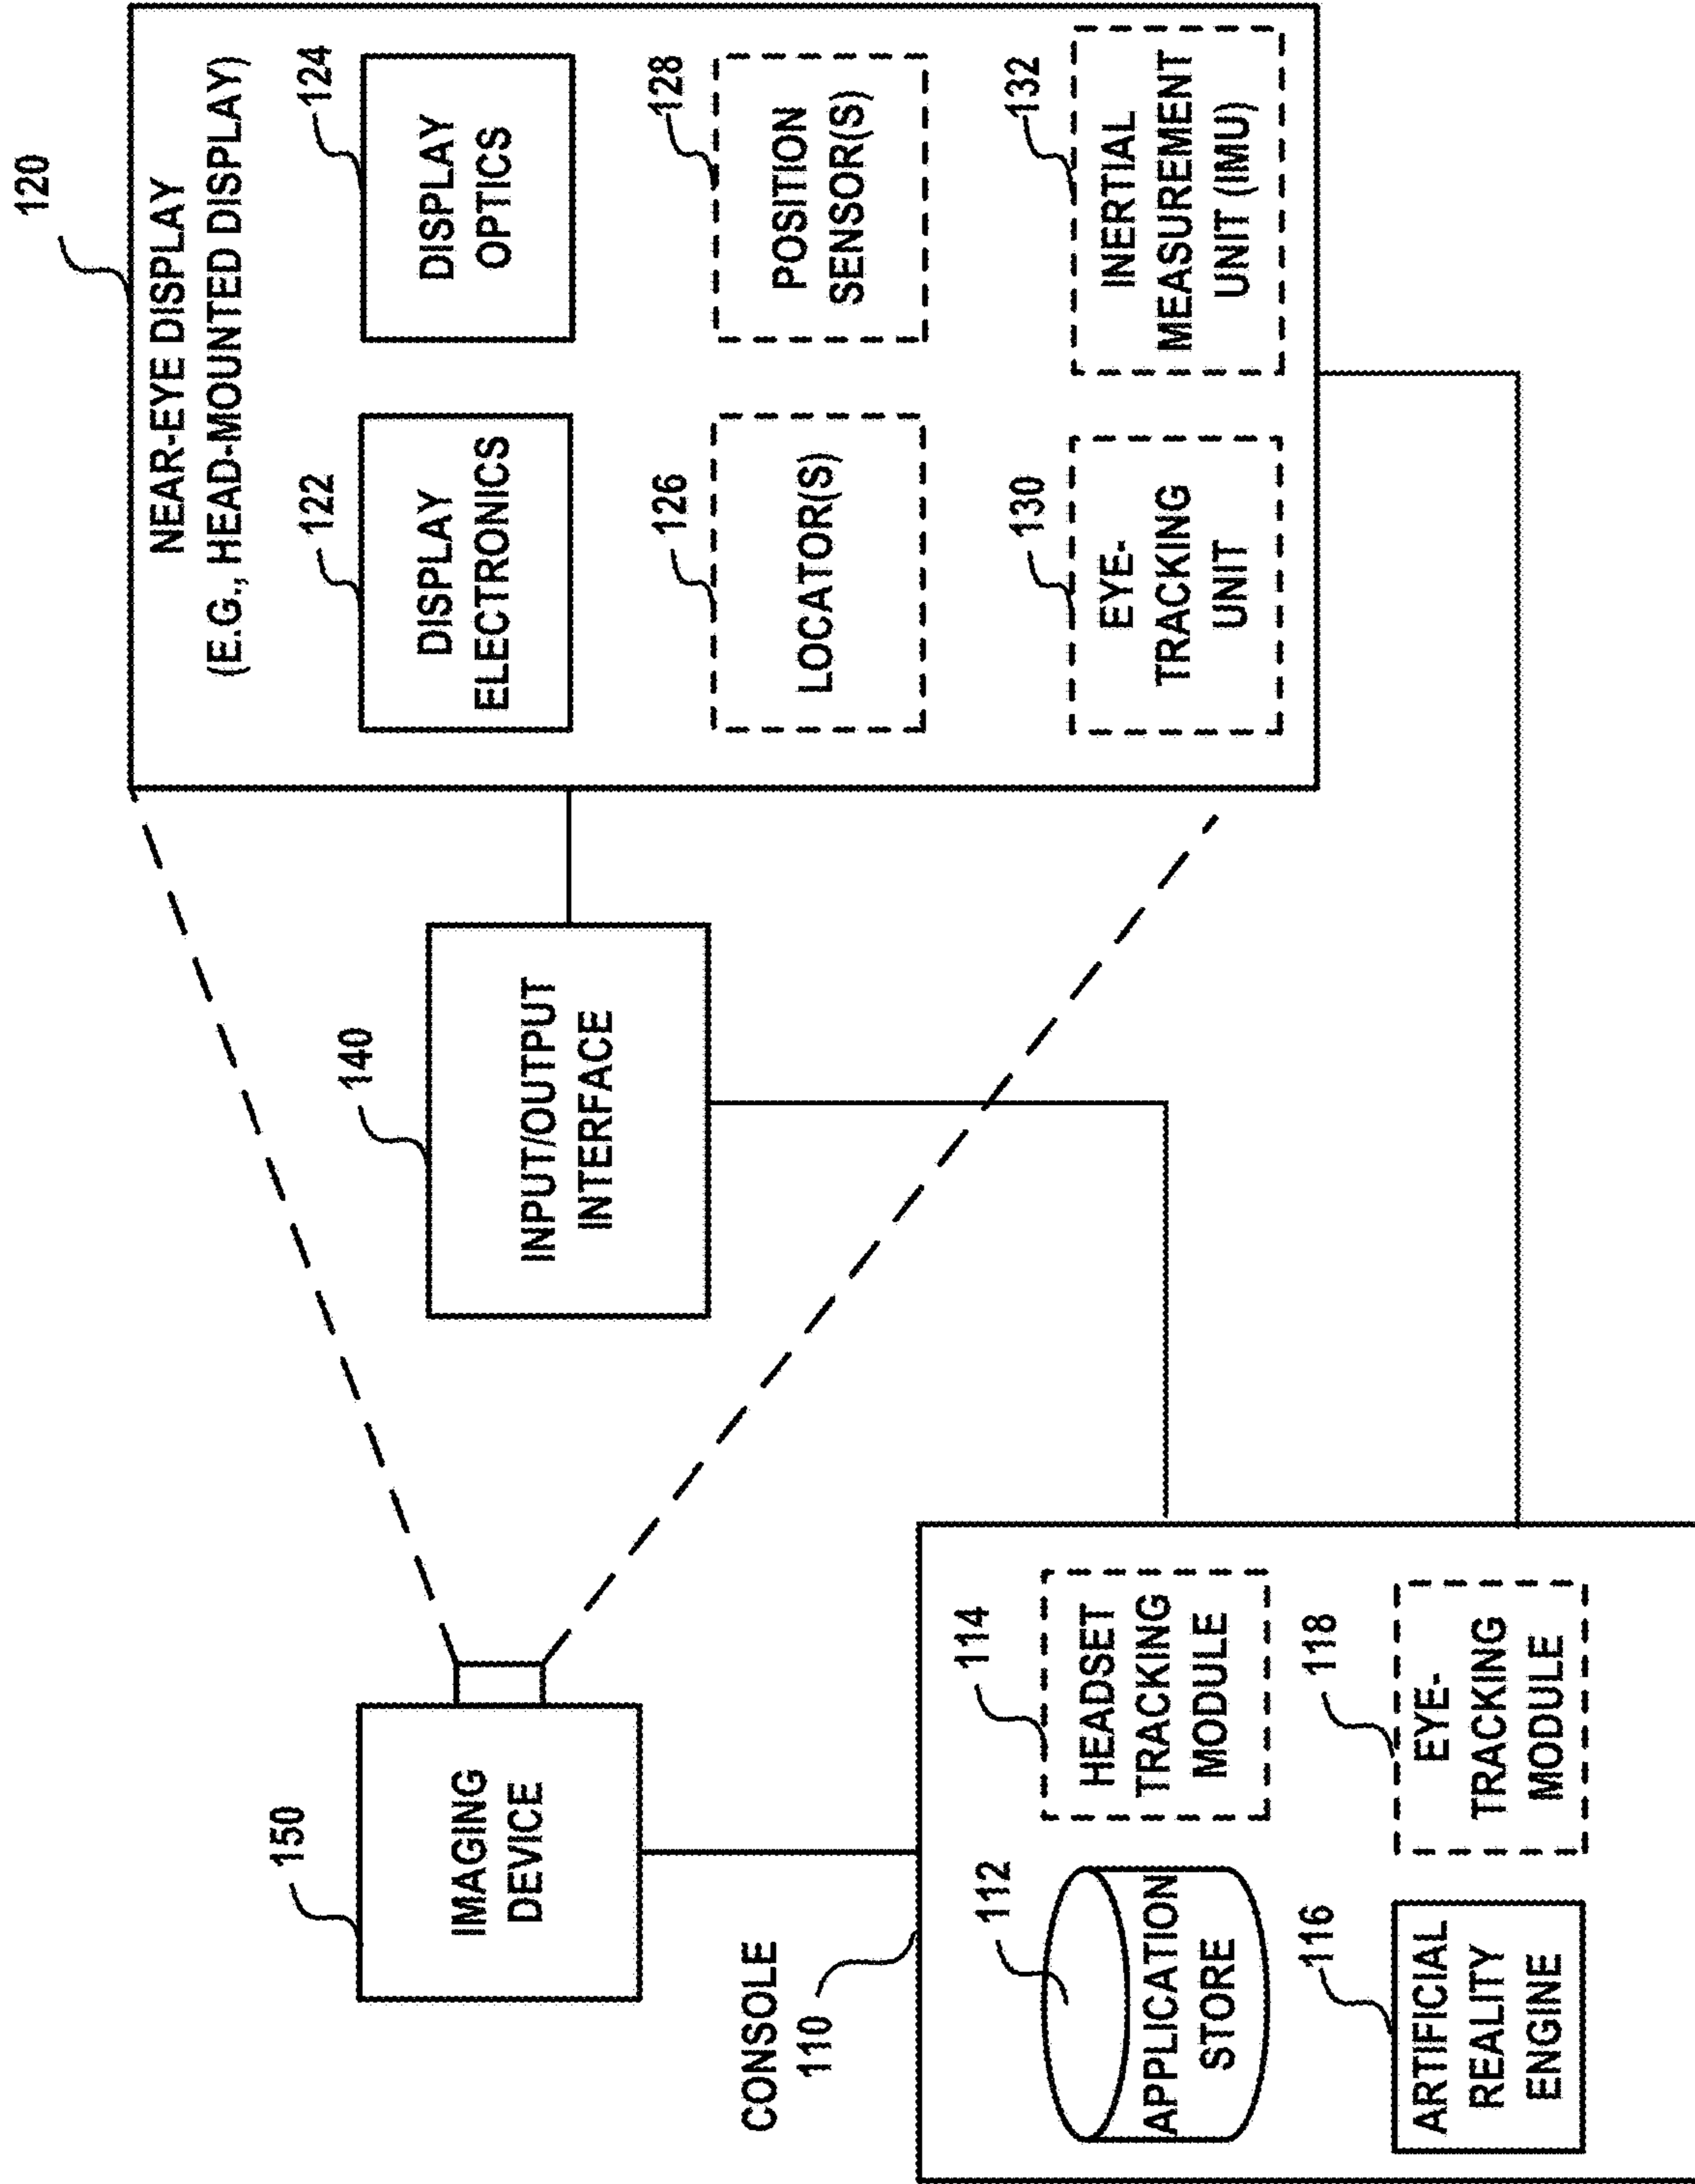 120
NEAR-EYE DISPLAY
(E.G., HEAD-MOUNTED DISPLAY)
122
DISPLAY
ELECTRONICS
124
DISPLAY
OPTICS
126
LOCATOR(S)
128
POSITION
SENSOR(S)
130
EYE-
TRACKING
UNIT
132
INERTIAL
MEASUREMENT
UNIT (IMU)
140
INPUT/OUTPUT
INTERFACE
150
IMAGING
DEVICE
CONSOLE
110
112
APPLICATION
STORE
114
HEADSET
TRACKING
MODULE
116
ARTIFICIAL
REALITY
ENGINE
118
EYE-
TRACKING
MODULE